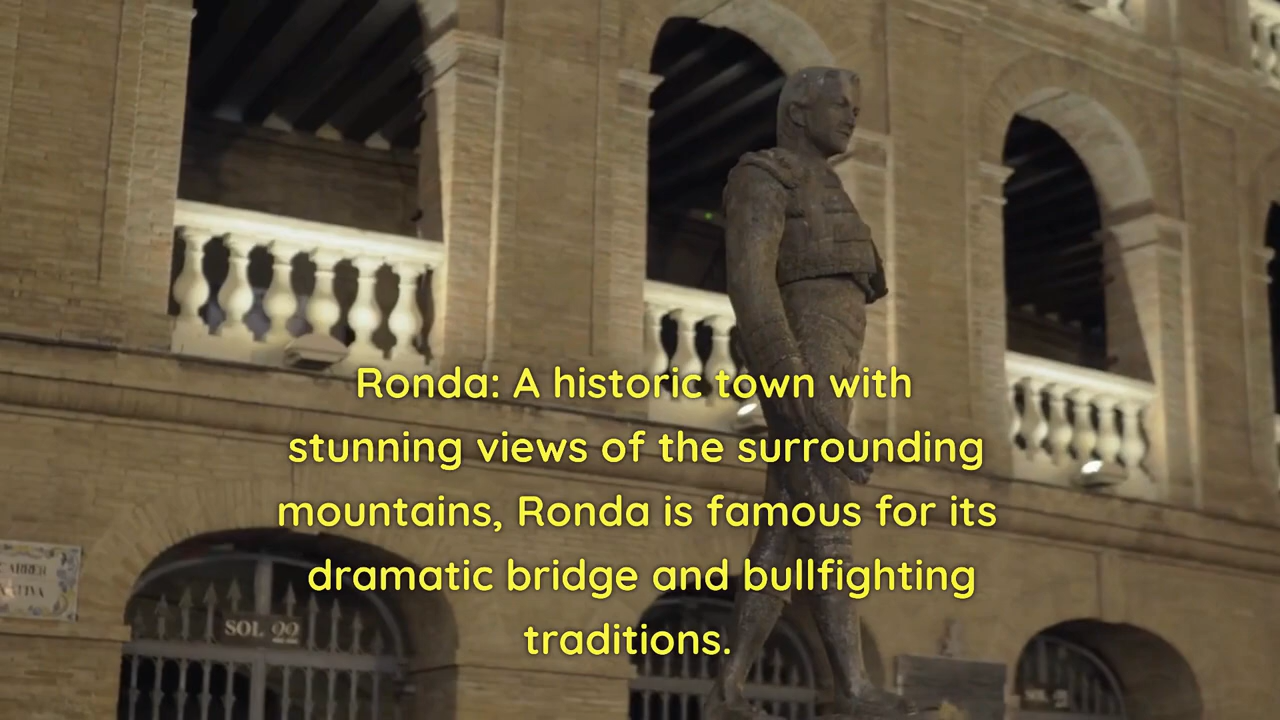 Ronda: A historic town with
stunning views of the surrounding
mountains, Ronda is famous for its
dramatic bridge and bullfighting
traditions.
CARRER
SOL 22